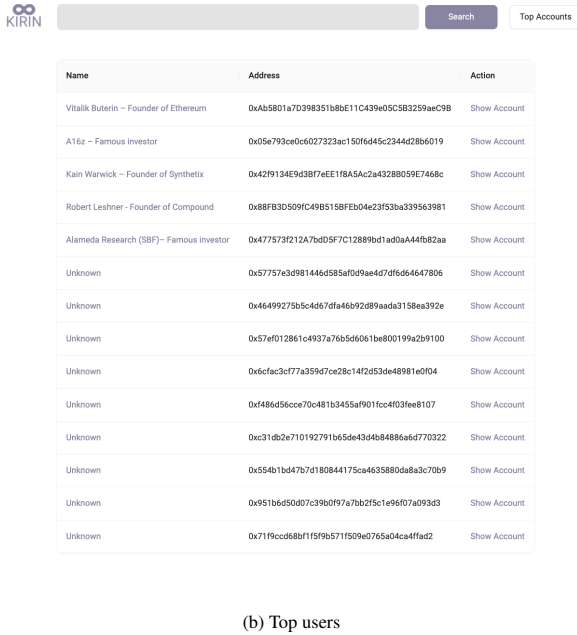 KIRIN
Search
Top Accounts
Name Address Action
Vitalik Buterin – Founder of Ethereum 0xAb5801a7D398351b8bE11C439e05C5B3259aeC9B Show Account
A16z – Famous investor 0x05e793ce0c6027323ac150f6d45c2344d28b6019 Show Account
Kain Warwick – Founder of Synthetix 0x42f9134E9d3Bf7eEE1f8A5Ac2a4328B059E7468c Show Account
Robert Leshner - Founder of Compound 0x88FB3D509fC49B515BFEb04e23f53ba339563981 Show Account
Alameda Research (SBF)– Famous investor 0x477573f212A7bdD5F7C12889bd1ad0aA44fb82aa Show Account
Unknown 0x57757e3d981446d585af0d9ae4d7df6d64647806 Show Account
Unknown 0x46499275b5c4d67dfa46b92d89aada3158ea392e Show Account
Unknown 0x57ef012861c4937a76b5d6061be800199a2b9100 Show Account
Unknown 0x6cfac3cf77a359d7ce28c14f2d53de48981e0f04 Show Account
Unknown 0xf486d56cce70c481b3455af901fcc4f03fee8107 Show Account
Unknown 0xc31db2e710192791b65de43d4b84886a6d770322 Show Account
Unknown 0x554b1bd47b7d180844175ca4635880da8a3c70b9 Show Account
Unknown 0x951b6d50d07c39b0f97a7bb2f5c1e96f07a093d3 Show Account
Unknown 0x71f9ccd68bf1f5f9b571f509e0765a04ca4ffad2 Show Account
(b) Top users